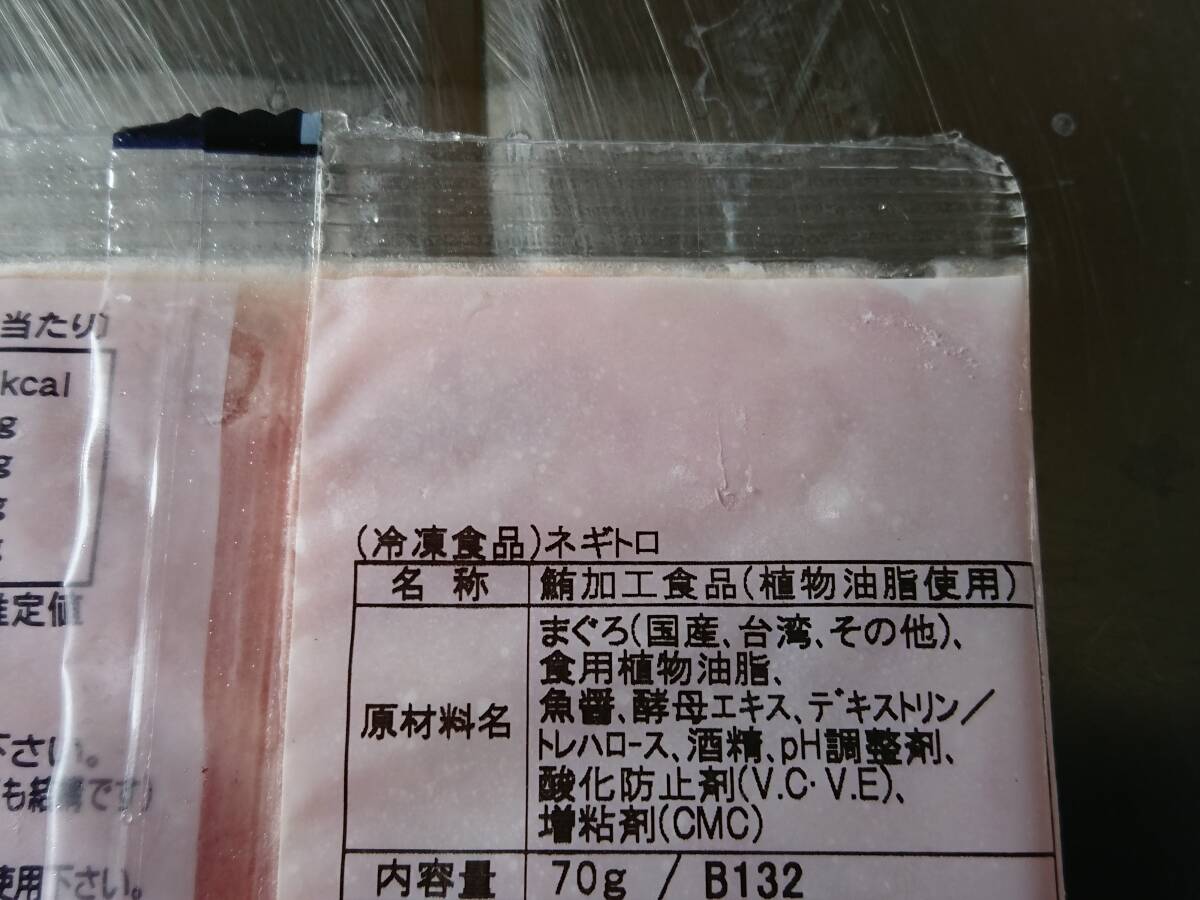 当たり)
kcal
g
g
g
推定値
下さい。
も結構です)
使用下さい。
(冷凍食品)ネギトロ
名 称 鮪加工食品(植物油脂使用)
原材料名 まぐろ(国産、台湾、その他)、
食用植物油脂、
魚醤、酵母エキス、デキストリン/
トレハロース、酒精、pH調整剤、
酸化防止剤(V.C・V.E)、
増粘剤(CMC)
内容量 70g / B132